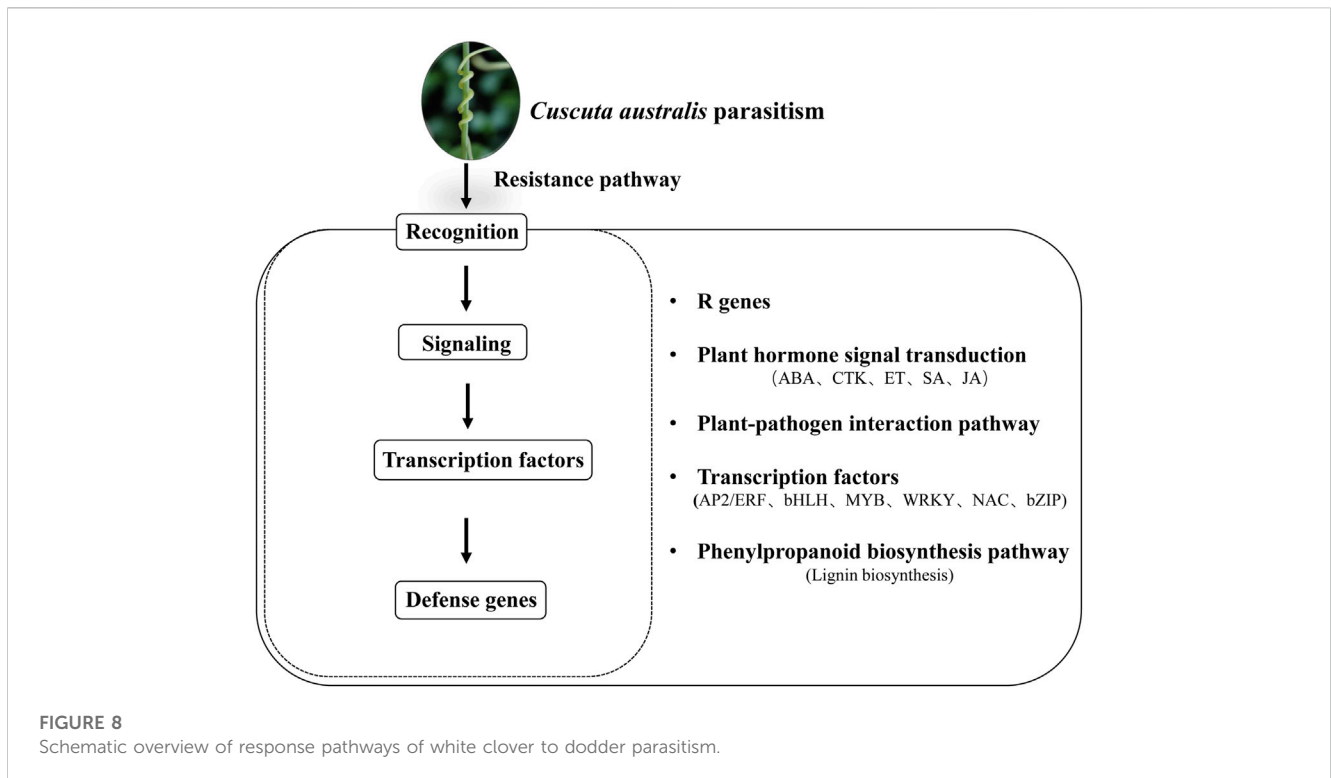 Cuscuta australis parasitism
Resistance pathway
Recognition
Signaling
Transcription factors
Defense genes
• R genes
• Plant hormone signal transduction
(ABA、CTK、ET、SA、JA）
• Plant-pathogen interaction pathway
• Transcription factors
(AP2/ERF、bHLH、MYB、WRKY、NAC、bZIP)
• Phenylpropanoid biosynthesis pathway
(Lignin biosynthesis)
FIGURE 8
Schematic overview of response pathways of white clover to dodder parasitism.